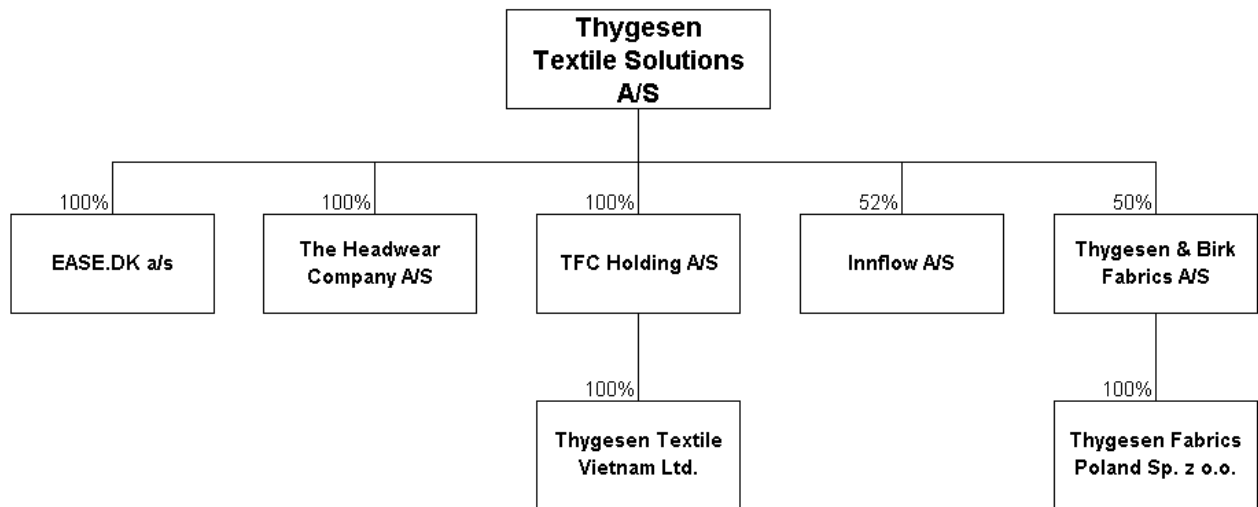 Thygesen
Textile Solutions
A/S
100%
100%
100%
52%
50%
EASE.DK a/s
The Headwear
Company A/S
TFC Holding A/S
Innflow A/S
Thygesen & Birk
Fabrics A/S
100%
100%
Thygesen Textile
Vietnam Ltd.
Thygesen Fabrics
Poland Sp. z o.o.